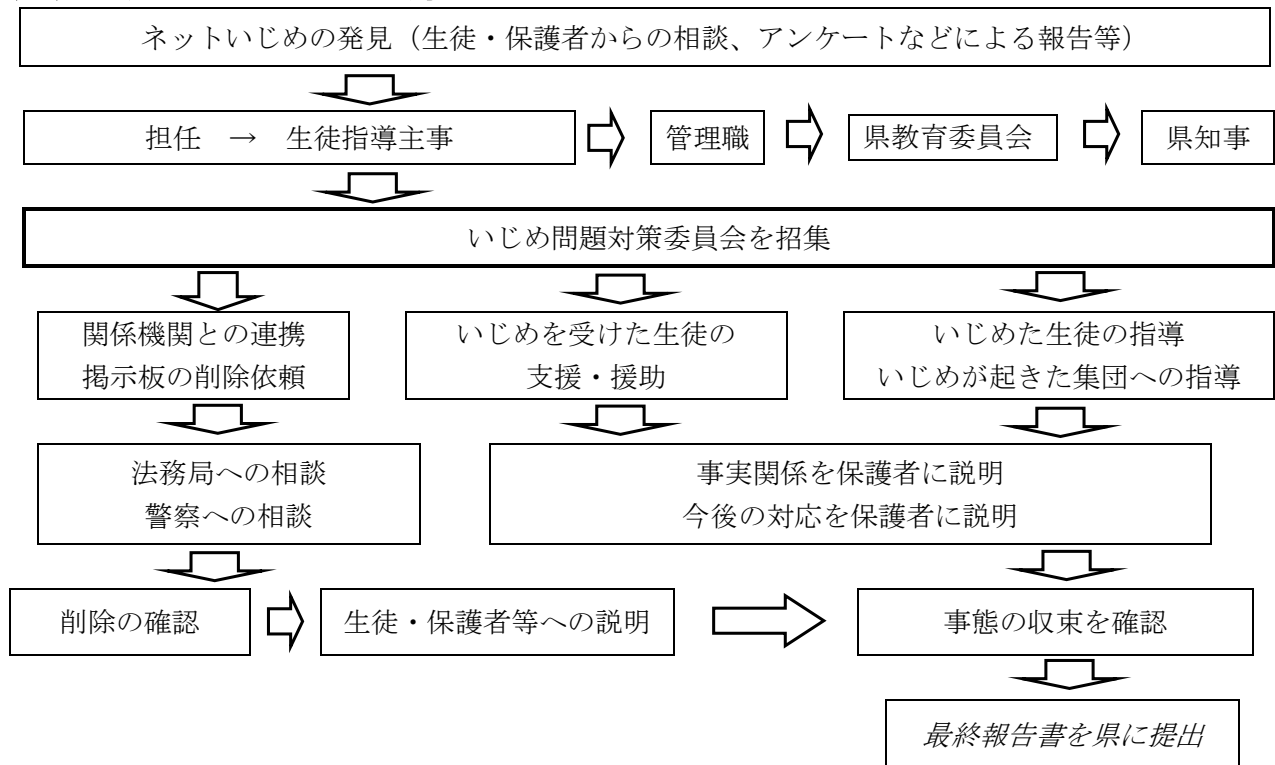 ネットいじめの発見（生徒・保護者からの相談、アンケートなどによる報告等）
担任 → 生徒指導主事
管理職
県教育委員会
県知事
いじめ問題対策委員会を招集
関係機関との連携
掲示板の削除依頼
いじめを受けた生徒の
支援・援助
いじめた生徒の指導
いじめが起きた集団への指導
法務局への相談
警察への相談
事実関係を保護者に説明
今後の対応を保護者に説明
削除の確認
生徒・保護者等への説明
事態の収束を確認
最終報告書を県に提出